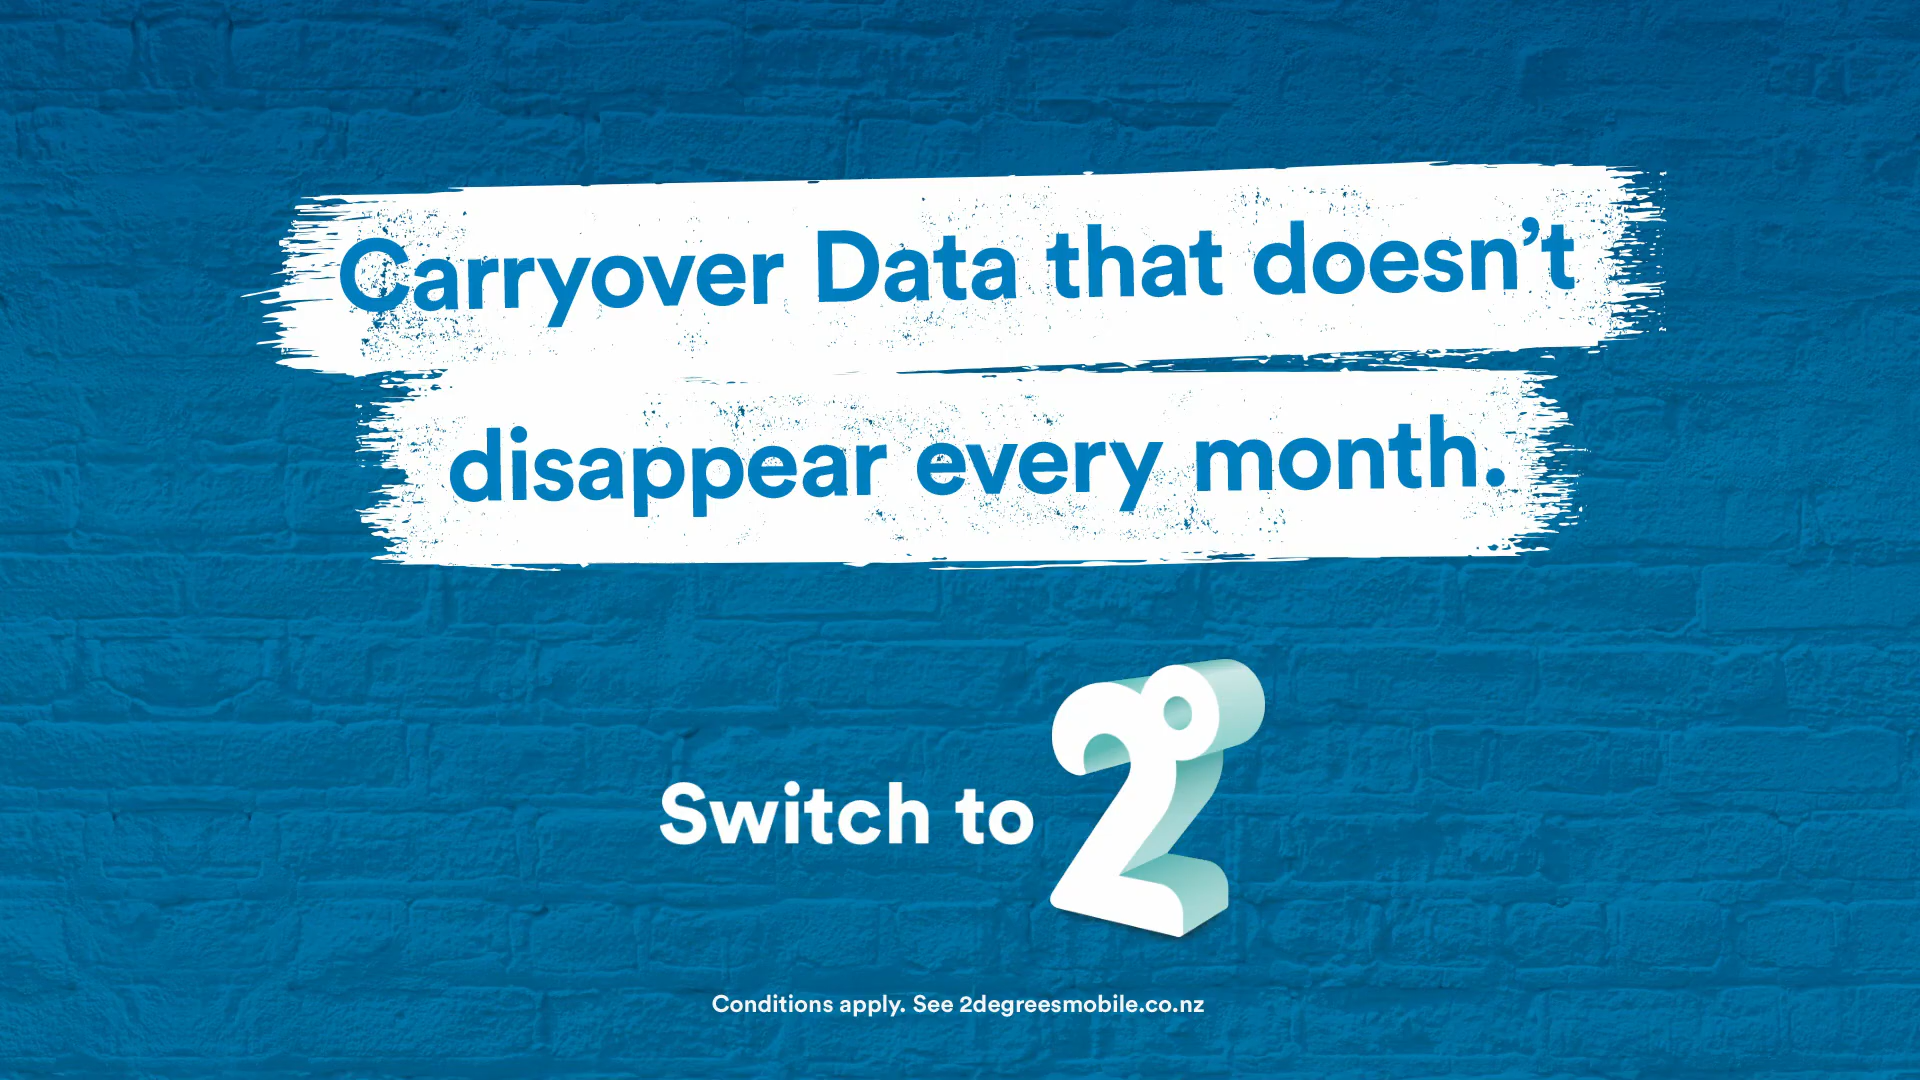 Carryover Data that doesn’t
disappear every month.
Switch to 2°
Conditions apply. See 2degreesmobile.co.nz